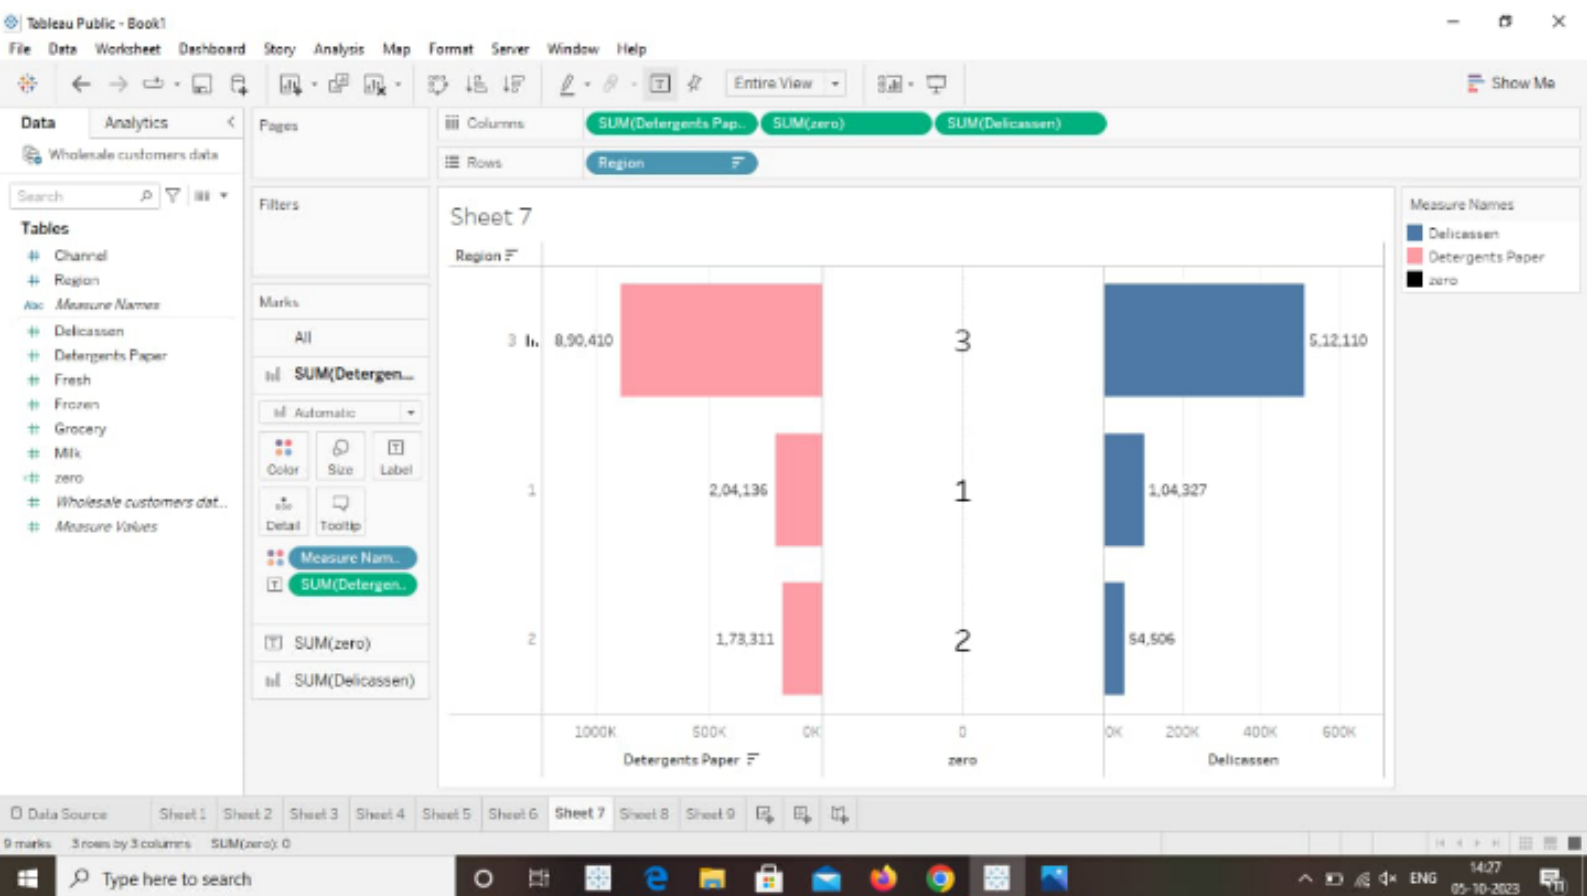 Tableau Public - Book1
File Data Worksheet Dashboard Story Analysis Map Format Server Window Help
Entire View
Show Me
Data Analytics
Pages
Columns SUM(Detergents Pap.. SUM(zero) SUM(Delicassen)
Wholesale customers data
Rows Region
Search
Filters
Sheet 7
Measure Names
Delicassen
Detergents Paper
zero
Tables
Channel
Region
Abc Measure Names
Delicassen
Detergents Paper
Fresh
Frozen
Grocery
Milk
zero
Wholesale customers dat...
Measure Values
Marks
All
SUM(Detergen...
Automatic
Color Size Label
Detail Tooltip
Measure Nam..
SUM(Detergen..
SUM(zero)
SUM(Delicassen)
Region
3 8,90,410 3 5,12,110
1 2,04,136 1 1,04,327
2 1,73,311 2 54,506
1000K 500K 0K 0 0K 200K 400K 600K
Detergents Paper zero Delicassen
Data Source Sheet 1 Sheet 2 Sheet 3 Sheet 4 Sheet 5 Sheet 6 Sheet 7 Sheet 8 Sheet 9
9 marks 3 rows by 3 columns SUM(zero): 0
Type here to search
ENG
14:27
05-10-2023